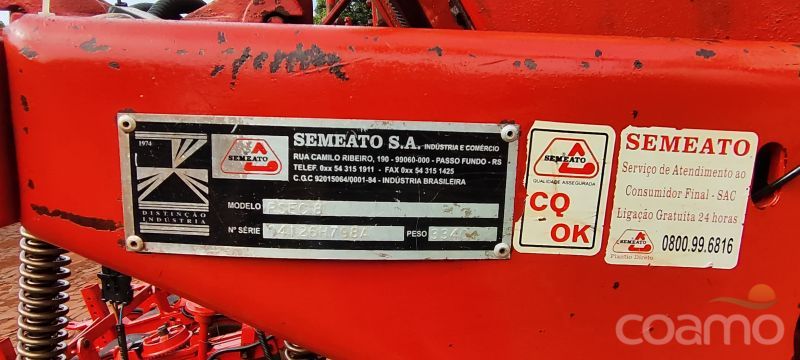 1974
DISTINÇÃO
INDÚSTRIA
SEMEATO
SEMEATO S.A. INDÚSTRIA E COMÉRCIO
RUA CAMILO RIBEIRO, 190 - 99060-000 - PASSO FUNDO - RS
TELEF. 0xx 54 315 1911 - FAX 0xx 54 315 1425
C.G.C 92015064/0001-84 - INDÚSTRIA BRASILEIRA
MODELO
Nº SÉRIE
PESO
SEMEATO
QUALIDADE ASSEGURADA
CQ
OK
SEMEATO
Serviço de Atendimento ao
Consumidor Final - SAC
Ligação Gratuita 24 horas
SEMEATO
Plantio Direto
0800.99.6816
coamo